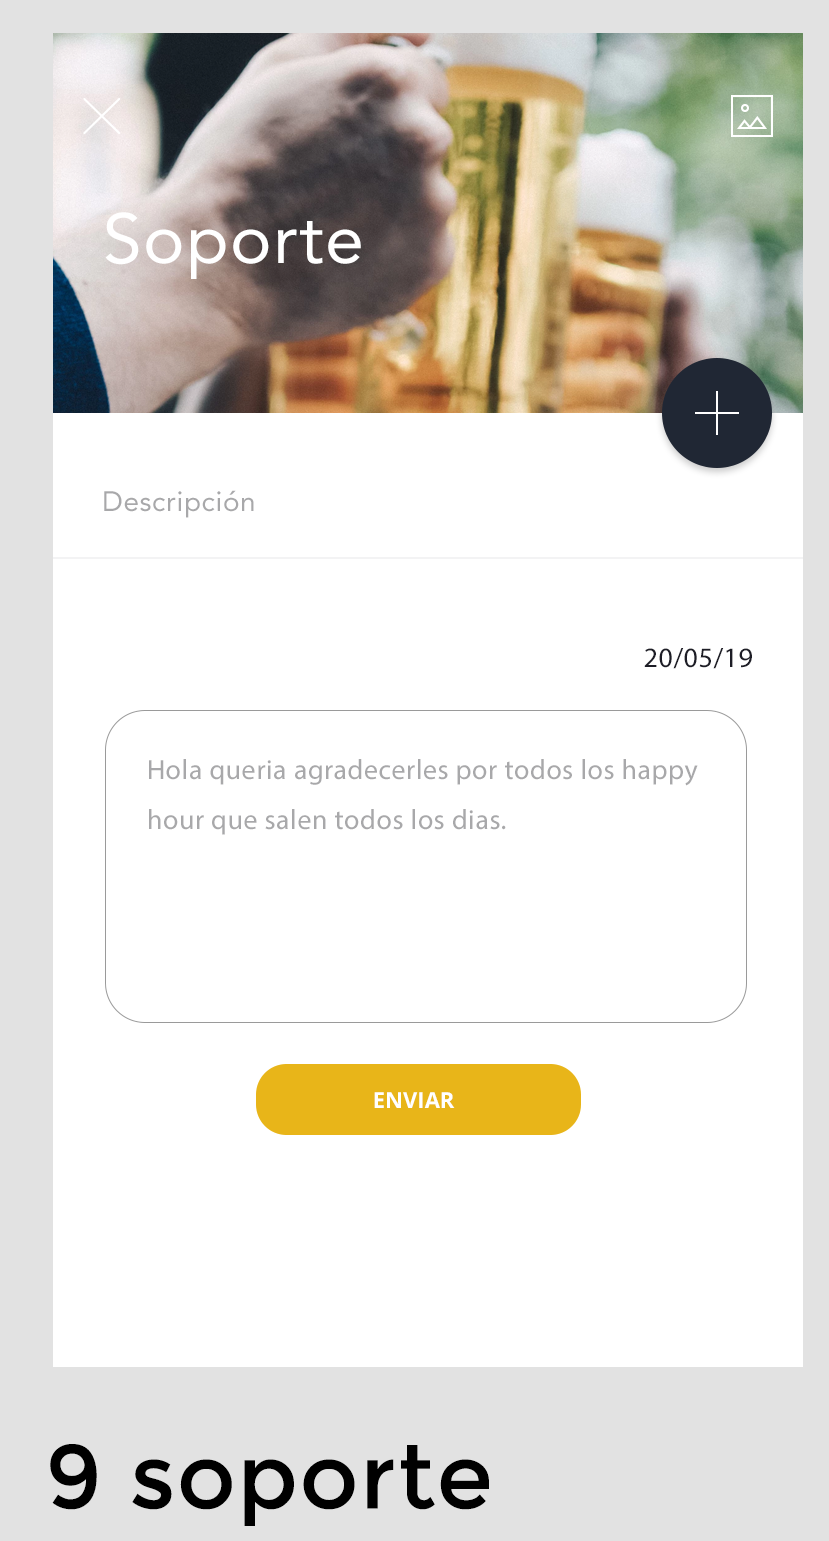 Soporte
Descripción
20/05/19
Hola queria agradecerles por todos los happy
hour que salen todos los dias.
ENVIAR
9 soporte